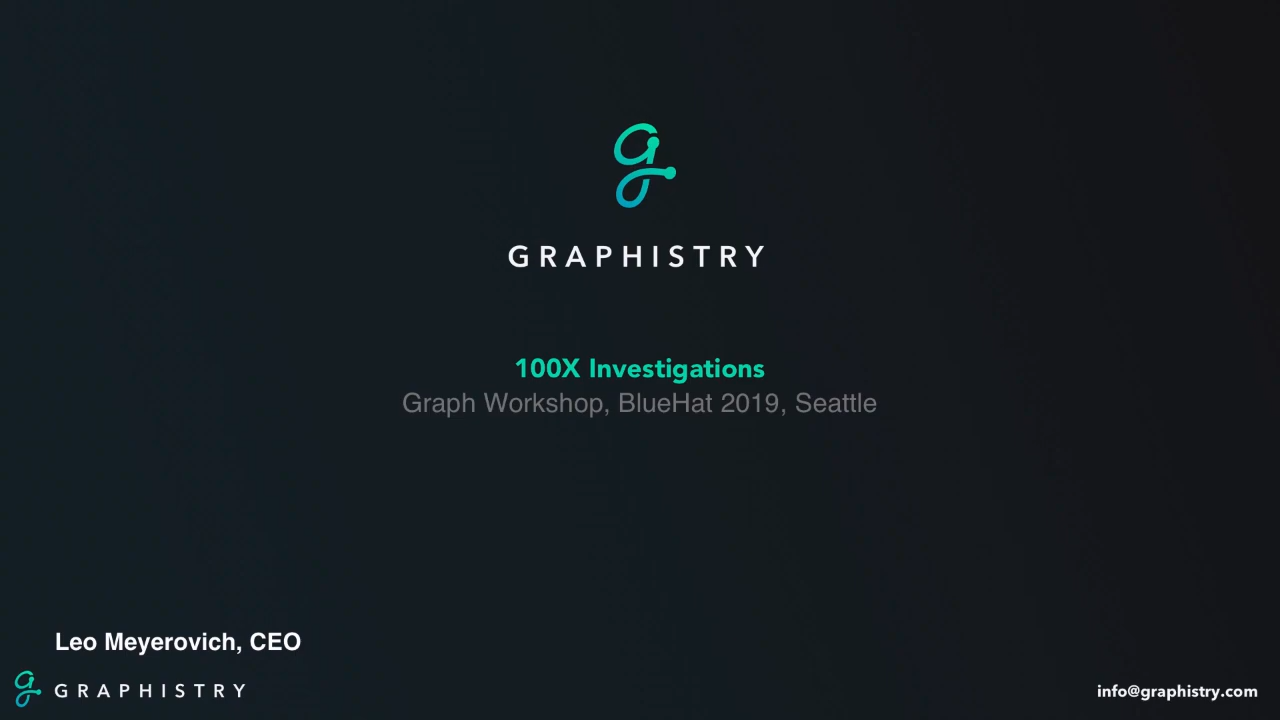 GRAPHISTRY
100X Investigations
Graph Workshop, BlueHat 2019, Seattle
Leo Meyerovich, CEO
GRAPHISTRY
info@graphistry.com